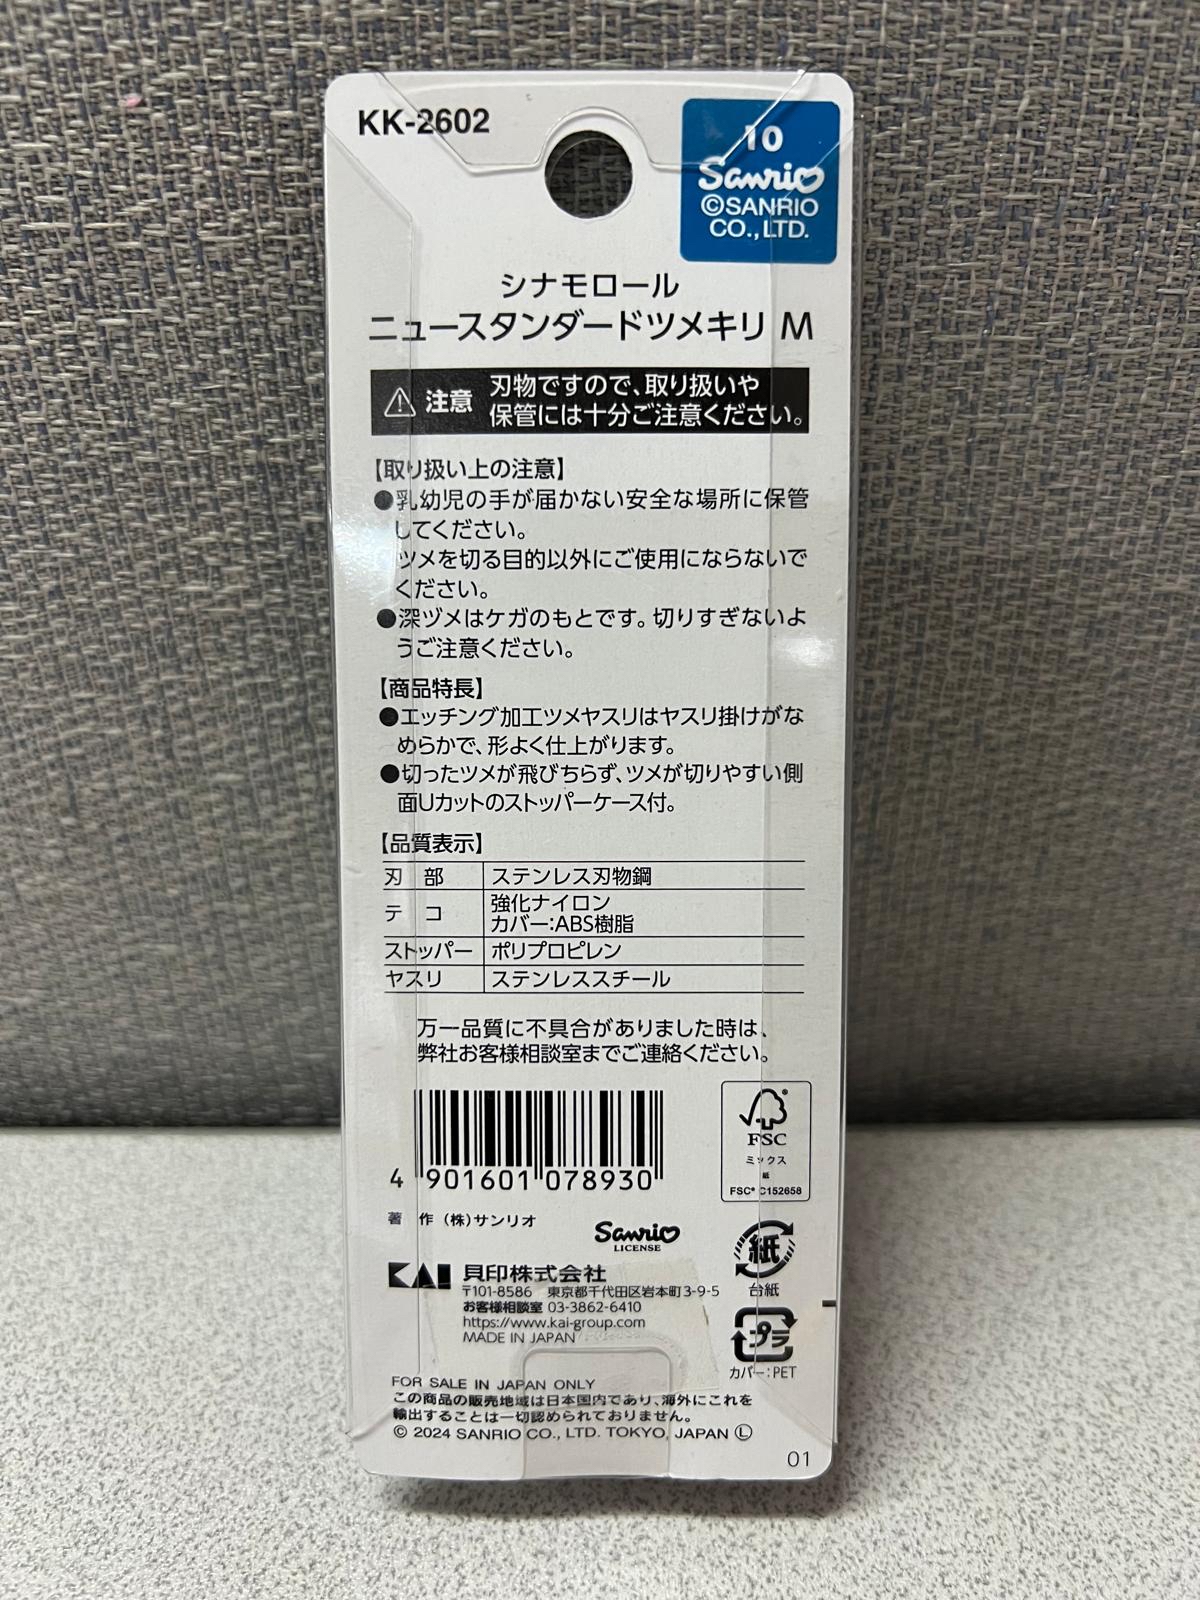 KK-2602
10
Sanrio
©SANRIO
CO.,LTD.
シナモロール
ニュースタンダードツメキリ M
注意
刃物ですので、取り扱いや
保管には十分ご注意ください。
【取り扱い上の注意】
●乳幼児の手が届かない安全な場所に保管
してください。
ツメを切る目的以外にご使用にならないで
ください。
●深ヅメはケガのもとです。切りすぎないよ
うご注意ください。
【商品特長】
●エッチング加工ツメヤスリはヤスリ掛けがな
めらかで、形よく仕上がります。
●切ったツメが飛びちらず、ツメが切りやすい側
面Uカットのストッパーケース付。
【品質表示】
刃 部 ステンレス刃物鋼
テ コ 強化ナイロン
カバー:ABS樹脂
ストッパー ポリプロピレン
ヤスリ ステンレススチール
万一品質に不具合がありました時は、
弊社お客様相談室までご連絡ください。
4 901601 078930
FSC
ミックス
紙
FSC® C152658
著 作 (株)サンリオ
Sanrio
LICENSE
紙
台紙
KAI 貝印株式会社
〒101-8586 東京都千代田区岩本町3-9-5
お客様相談室 03-3862-6410
https://www.kai-group.com
MADE IN JAPAN
プラ
カバー:PET
FOR SALE IN JAPAN ONLY
この商品の販売地域は日本国内であり、海外にこれを
輸出することは一切認められておりません。
© 2024 SANRIO CO., LTD. TOKYO, JAPAN Ⓛ
01